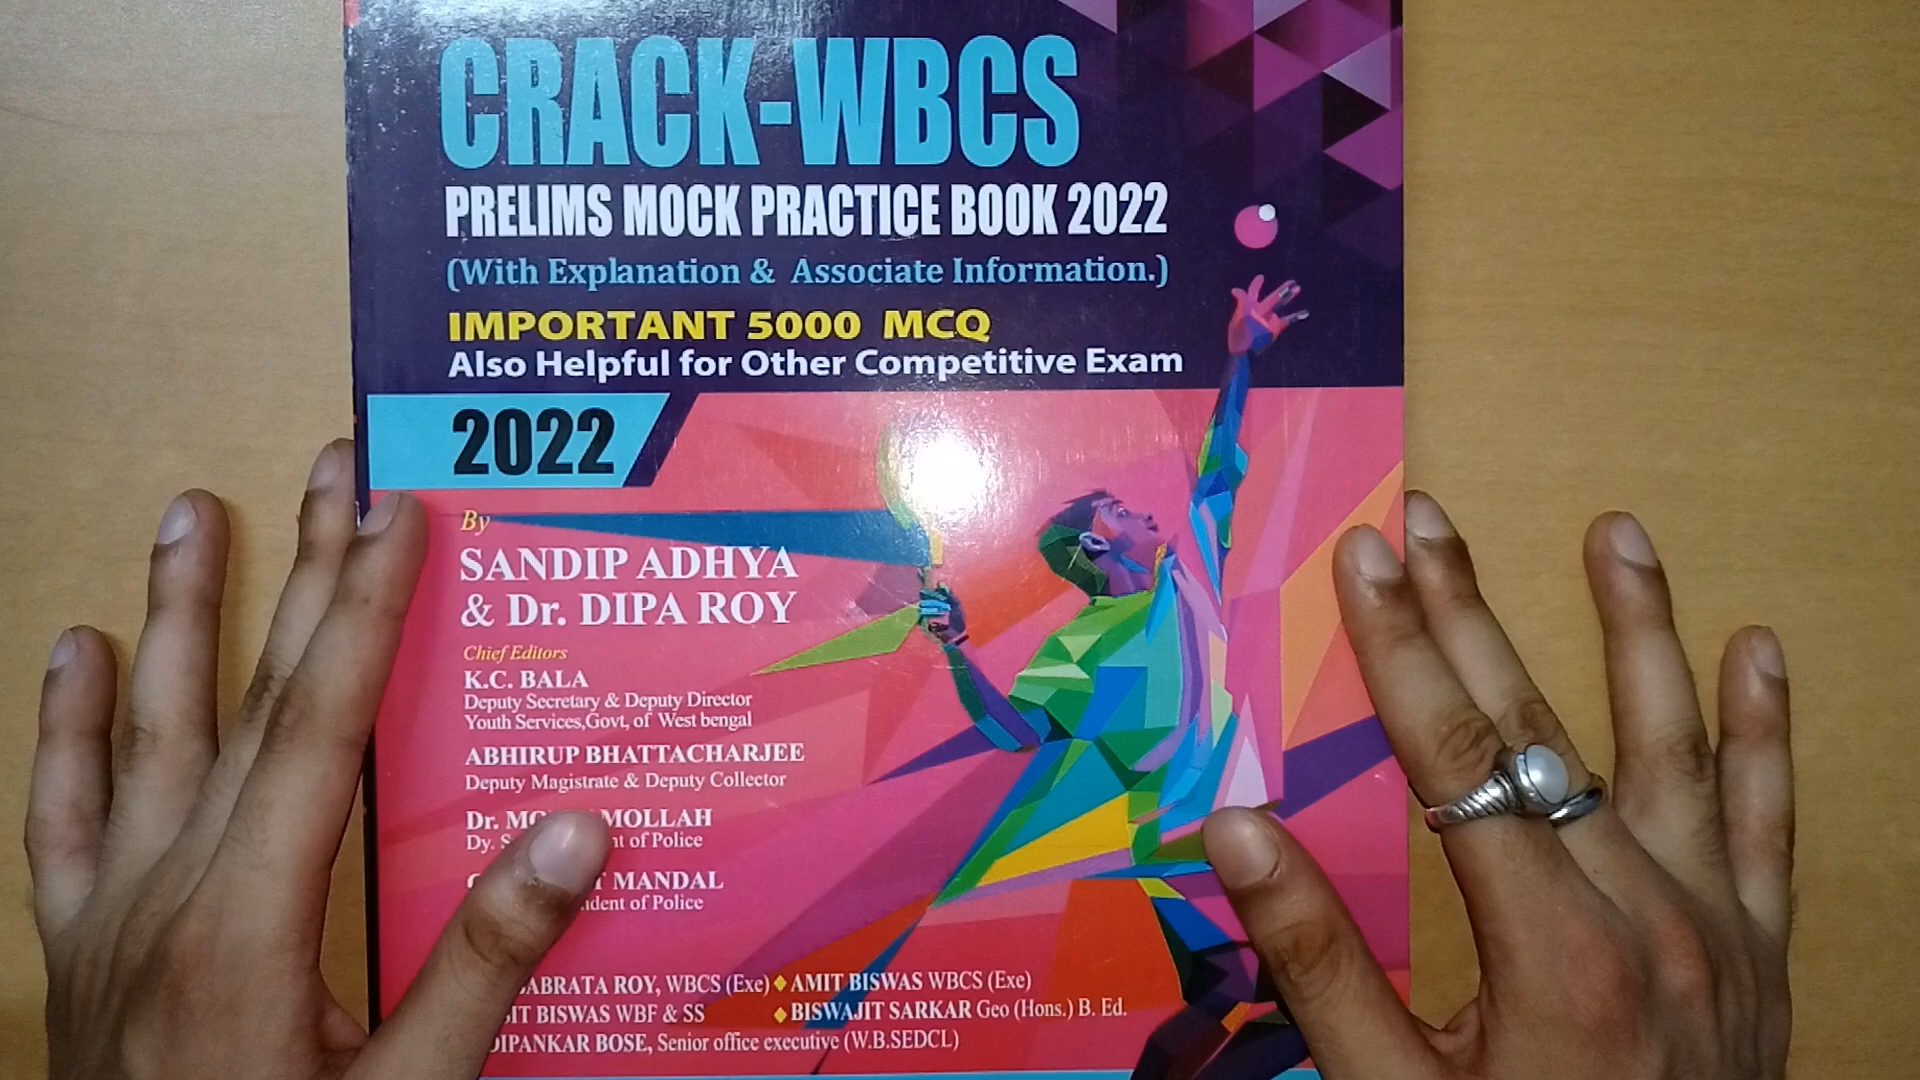 CRACK-WBCS
PRELIMS MOCK PRACTICE BOOK 2022
(With Explanation & Associate Information.)
IMPORTANT 5000 MCQ
Also Helpful for Other Competitive Exam
2022
By
SANDIP ADHYA
& Dr. DIPA ROY
Chief Editors
K.C. BALA
Deputy Secretary & Deputy Director
Youth Services,Govt, of West bengal
ABHIRUP BHATTACHARJEE
Deputy Magistrate & Deputy Collector
Dr. MOLLAH
Dy. of Police
MANDAL
of Police
ROY, WBCS (Exe) AMIT BISWAS WBCS (Exe)
BISWAS WBF & SS BISWAJIT SARKAR Geo (Hons.) B. Ed.
DIPANKAR BOSE, Senior office executive (W.B.SEDCL)